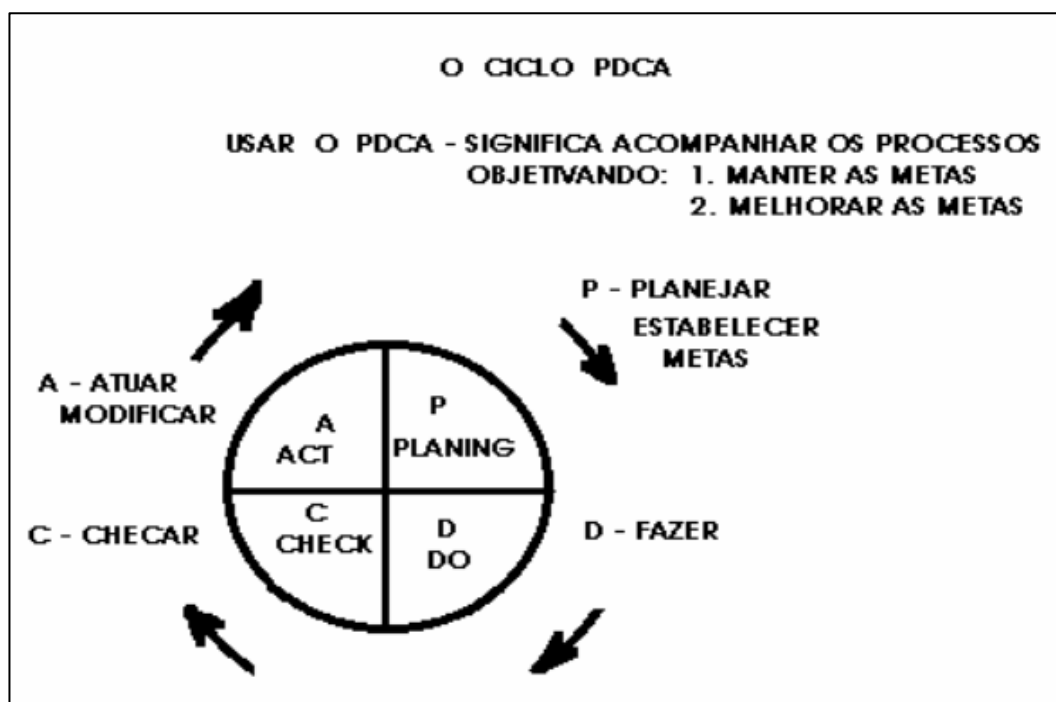 O CICLO PDCA
USAR O PDCA - SIGNIFICA ACOMPANHAR OS PROCESSOS
OBJETIVANDO: 1. MANTER AS METAS
2. MELHORAR AS METAS
P - PLANEJAR
ESTABELECER
METAS
A - ATUAR
MODIFICAR
A
ACT
P
PLANING
C - CHECAR
C
CHECK
D
DO
D - FAZER